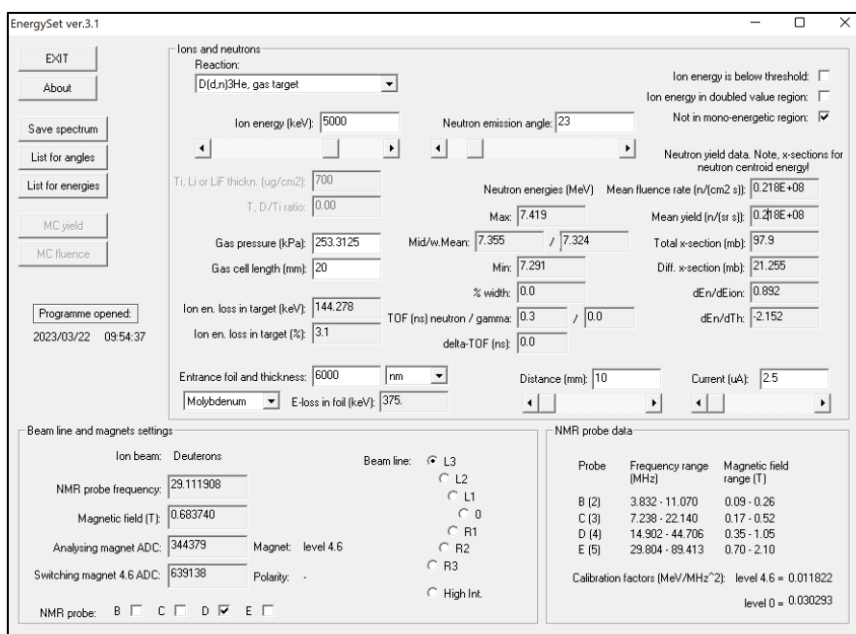 EnergySet ver.3.1
EXIT
About
Save spectrum
List for angles
List for energies
MC yield
MC fluence
Programme opened:
2023/03/22 09:54:37
Ions and neutrons
Reaction:
D(d,n)3He, gas target
Ion energy is below threshold:
Ion energy in doubled value region:
Not in mono-energetic region:
Ion energy (keV): 5000
Neutron emission angle: 23
Neutron yield data. Note, x-sections for
neutron centroid energy!
Ti, Li or LiF thickn. (ug/cm2): 700
T, D/Ti ratio: 0.00
Gas pressure (kPa): 253.3125
Gas cell length (mm): 20
Ion en. loss in target (keV): 144.278
Ion en. loss in target (%): 3.1
Neutron energies (MeV)
Max: 7.419
Mid/w.Mean: 7.355 / 7.324
Min: 7.291
% width: 0.0
TOF (ns) neutron / gamma: 0.3 / 0.0
delta-TOF (ns): 0.0
Mean fluence rate (n/(cm2 s)): 0.218E+08
Mean yield (n/(sr s)): 0.218E+08
Total x-section (mb): 97.9
Diff. x-section (mb): 21.255
dEn/dEion: 0.892
dEn/dTh: -2.152
Entrance foil and thickness: 6000 nm
Molybdenum E-loss in foil (keV): 375.
Distance (mm): 10
Current (uA): 2.5
Beam line and magnets settings
Ion beam: Deuterons
NMR probe frequency: 29.111908
Magnetic field (T): 0.683740
Analysing magnet ADC: 344379 Magnet: level 4.6
Switching magnet 4.6 ADC: 639138 Polarity: -
NMR probe: B C D E
Beam line: L3
L2
L1
0
R1
R2
R3
High Int.
NMR probe data
Probe Frequency range (MHz) Magnetic field range (T)
B (2) 3.832 - 11.070 0.09 - 0.26
C (3) 7.238 - 22.140 0.17 - 0.52
D (4) 14.902 - 44.706 0.35 - 1.05
E (5) 29.804 - 89.413 0.70 - 2.10
Calibration factors (MeV/MHz^2): level 4.6 = 0.011822
level 0 = 0.030293